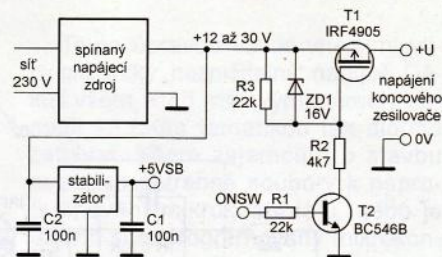 T1
IRF4905
+12 až 30 V
+U
spínaný
napájecí
zdroj
síť
230 V
R3
22k
ZD1
16V
napájení
koncového
zesilovače
0V
R2
4k7
stabili-
zátor
+5VSB
ONSW
R1
22k
T2
BC546B
C2
100n
C1
100n